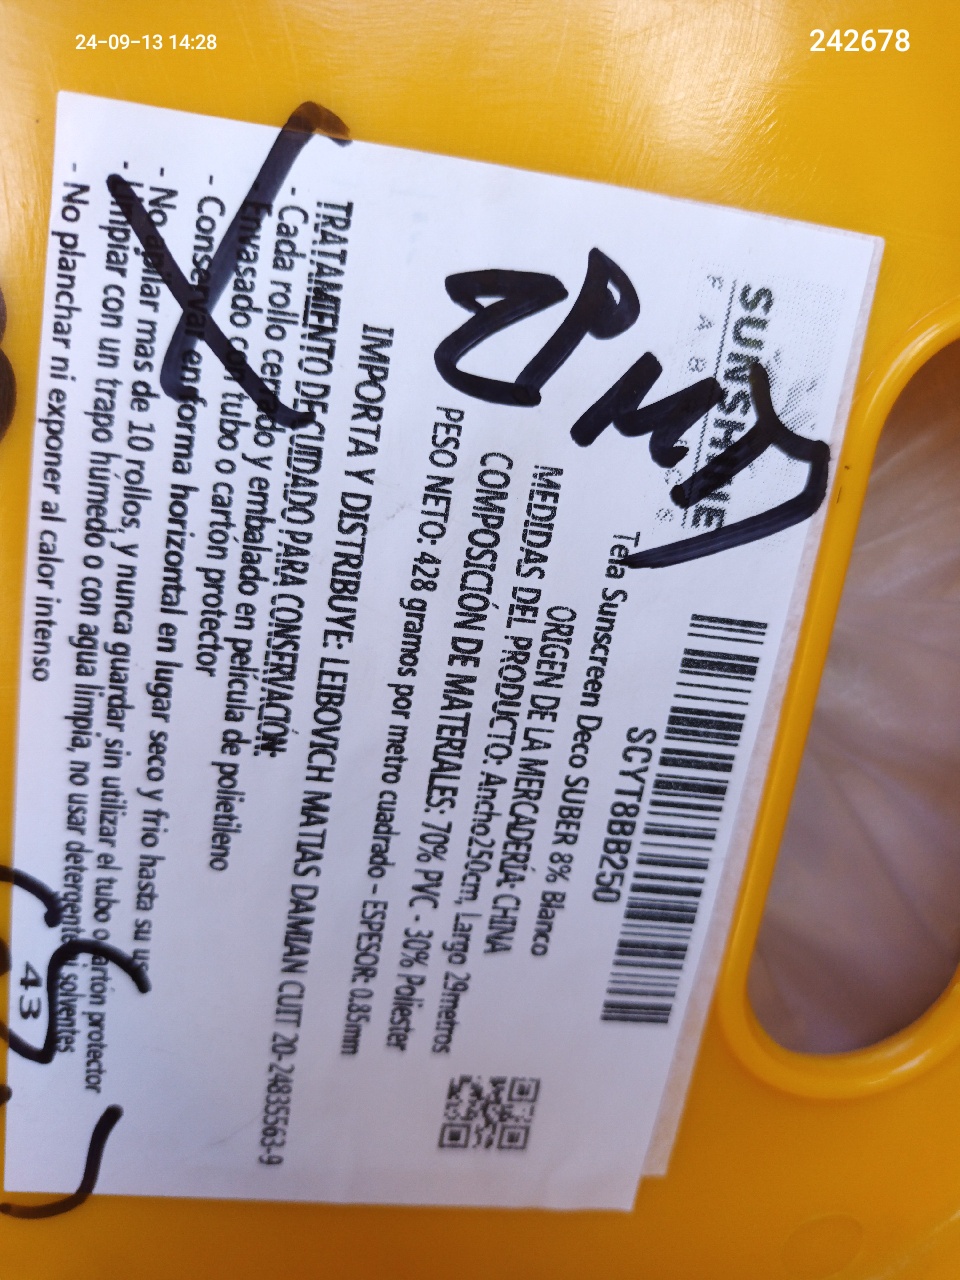 24-09-13 14:28
242678
SUNSHINE
SCYT8BB250
Tela Sunscreen Deco SUBER 8% Blanco
ORIGEN DE LA MERCADERÍA: CHINA
MEDIDAS DEL PRODUCTO: Ancho250cm, Largo 29metros
COMPOSICIÓN DE MATERIALES: 70% PVC - 30% Poliester
PESO NETO: 428 gramos por metro cuadrado - ESPESOR: 0.85mm
IMPORTA Y DISTRIBUYE: LEIBOVICH MATIAS DAMIAN CUIT 20-24835563-9
TRATAMIENTO DE CUIDADO PARA CONSERVACIÓN:
- Cada rollo cerrado y embalado en película de polietileno
- Envasado con tubo o cartón protector
- Conservar en forma horizontal en lugar seco y frio hasta su uso
- No apilar mas de 10 rollos, y nunca guardar sin utilizar el tubo o cartón protector
- Limpiar con un trapo húmedo o con agua limpia, no usar detergente ni solventes
- No planchar ni exponer al calor intenso
43